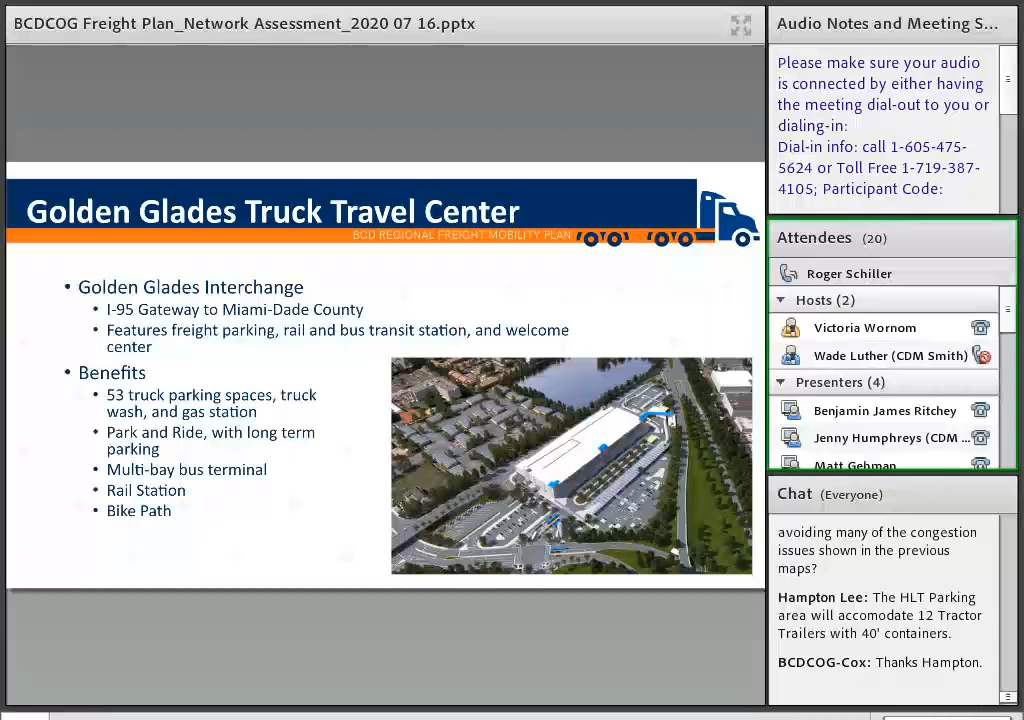 BCDCOG Freight Plan_Network Assessment_2020 07 16.pptx
Golden Glades Truck Travel Center
BCD REGIONAL FREIGHT MOBILITY PLAN
• Golden Glades Interchange
• I-95 Gateway to Miami-Dade County
• Features freight parking, rail and bus transit station, and welcome
center
• Benefits
• 53 truck parking spaces, truck
wash, and gas station
• Park and Ride, with long term
parking
• Multi-bay bus terminal
• Rail Station
• Bike Path
Audio Notes and Meeting S...
Please make sure your audio
is connected by either having
the meeting dial-out to you or
dialing-in:
Dial-in info: call 1-605-475-
5624 or Toll Free 1-719-387-
4105; Participant Code:
Attendees (20)
Roger Schiller
Hosts (2)
Victoria Wornom
Wade Luther (CDM Smith)
Presenters (4)
Benjamin James Ritchey
Jenny Humphreys (CDM ...
Matt Gehman
Chat (Everyone)
avoiding many of the congestion
issues shown in the previous
maps?
Hampton Lee: The HLT Parking
area will accomodate 12 Tractor
Trailers with 40' containers.
BCDCOG-Cox: Thanks Hampton.